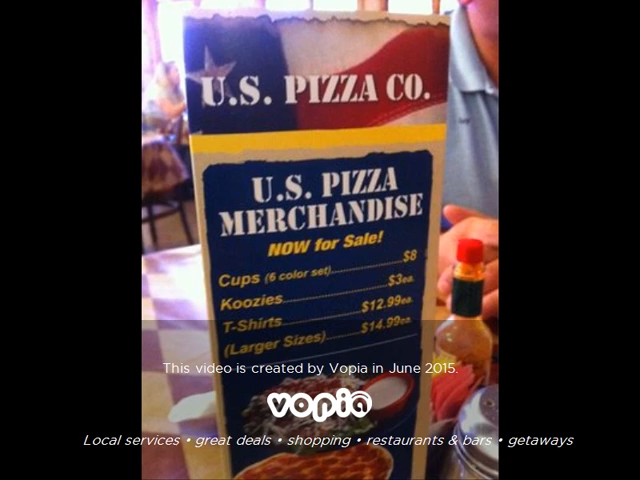 U.S. PIZZA CO.
U.S. PIZZA
MERCHANDISE
NOW for Sale!
Cups (6 color set)...................$8
Koozies..........................$3ea.
T-Shirts....................$12.99ea.
(Larger Sizes)........$14.99ea.
This video is created by Vopia in June 2015.
vopia
Local services • great deals • shopping • restaurants & bars • getaways